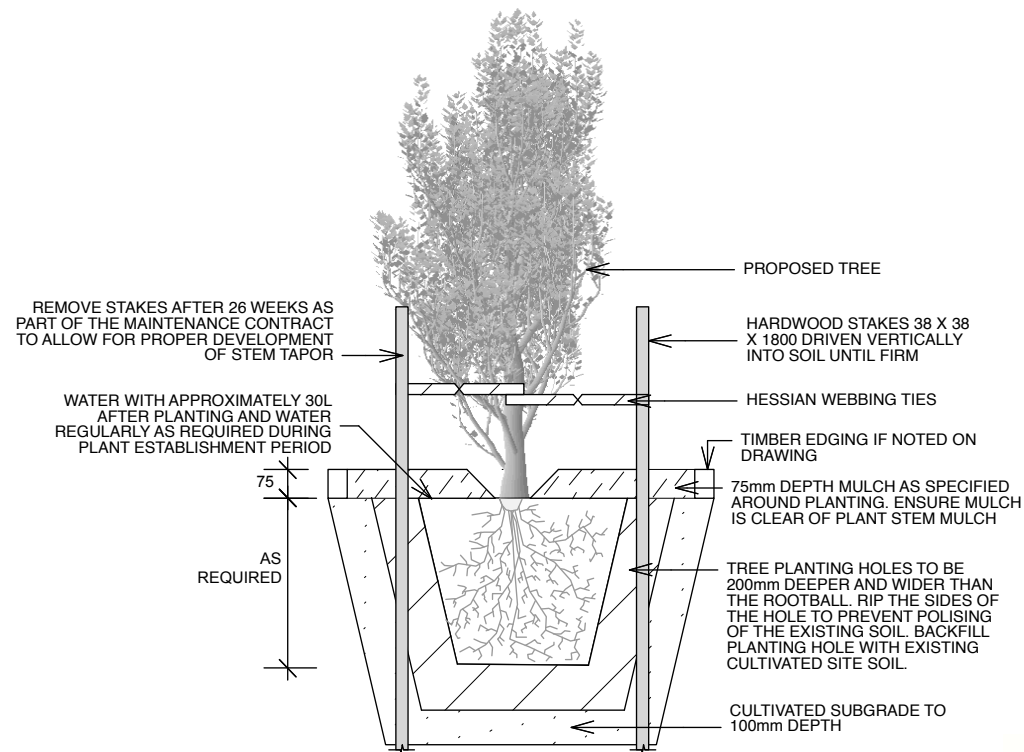 PROPOSED TREE
REMOVE STAKES AFTER 26 WEEKS AS
PART OF THE MAINTENANCE CONTRACT
TO ALLOW FOR PROPER DEVELOPMENT
OF STEM TAPOR
HARDWOOD STAKES 38 X 38
X 1800 DRIVEN VERTICALLY
INTO SOIL UNTIL FIRM
WATER WITH APPROXIMATELY 30L
AFTER PLANTING AND WATER
REGULARLY AS REQUIRED DURING
PLANT ESTABLISHMENT PERIOD
HESSIAN WEBBING TIES
TIMBER EDGING IF NOTED ON
DRAWING
75
75mm DEPTH MULCH AS SPECIFIED
AROUND PLANTING. ENSURE MULCH
IS CLEAR OF PLANT STEM MULCH
AS
REQUIRED
TREE PLANTING HOLES TO BE
200mm DEEPER AND WIDER THAN
THE ROOTBALL. RIP THE SIDES OF
THE HOLE TO PREVENT POLISING
OF THE EXISTING SOIL. BACKFILL
PLANTING HOLE WITH EXISTING
CULTIVATED SITE SOIL.
CULTIVATED SUBGRADE TO
100mm DEPTH